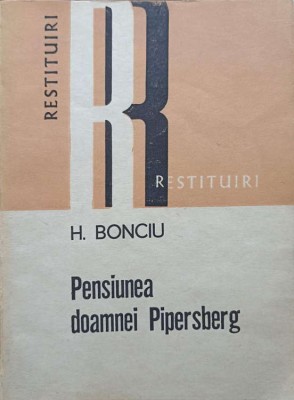 RESTITUIRI
R
RESTITUIRI
H. BONCIU
Pensiunea
doamnei Pipersberg